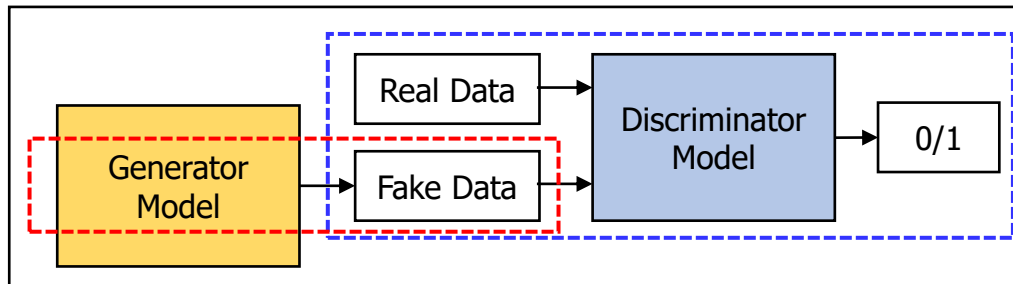 Real Data
Discriminator
Model
0/1
Generator
Model
Fake Data